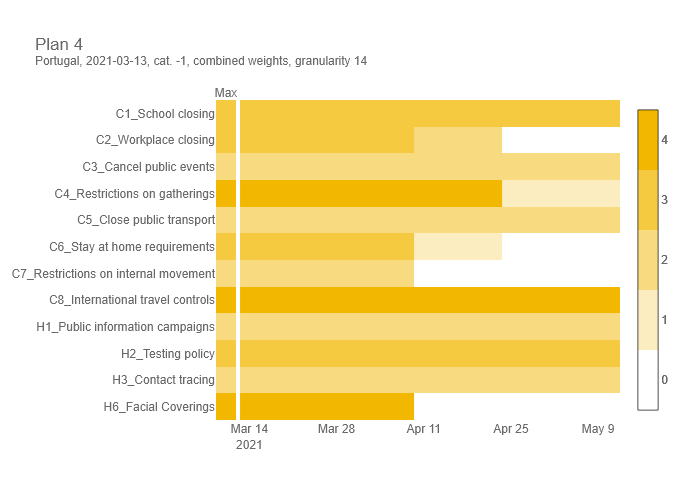 Plan 4
Portugal, 2021-03-13, cat. -1, combined weights, granularity 14
Max
C1_School closing
C2_Workplace closing
C3_Cancel public events
C4_Restrictions on gatherings
C5_Close public transport
C6_Stay at home requirements
C7_Restrictions on internal movement
C8_International travel controls
H1_Public information campaigns
H2_Testing policy
H3_Contact tracing
H6_Facial Coverings
Mar 14 Mar 28 Apr 11 Apr 25 May 9
2021
4
3
2
1
0